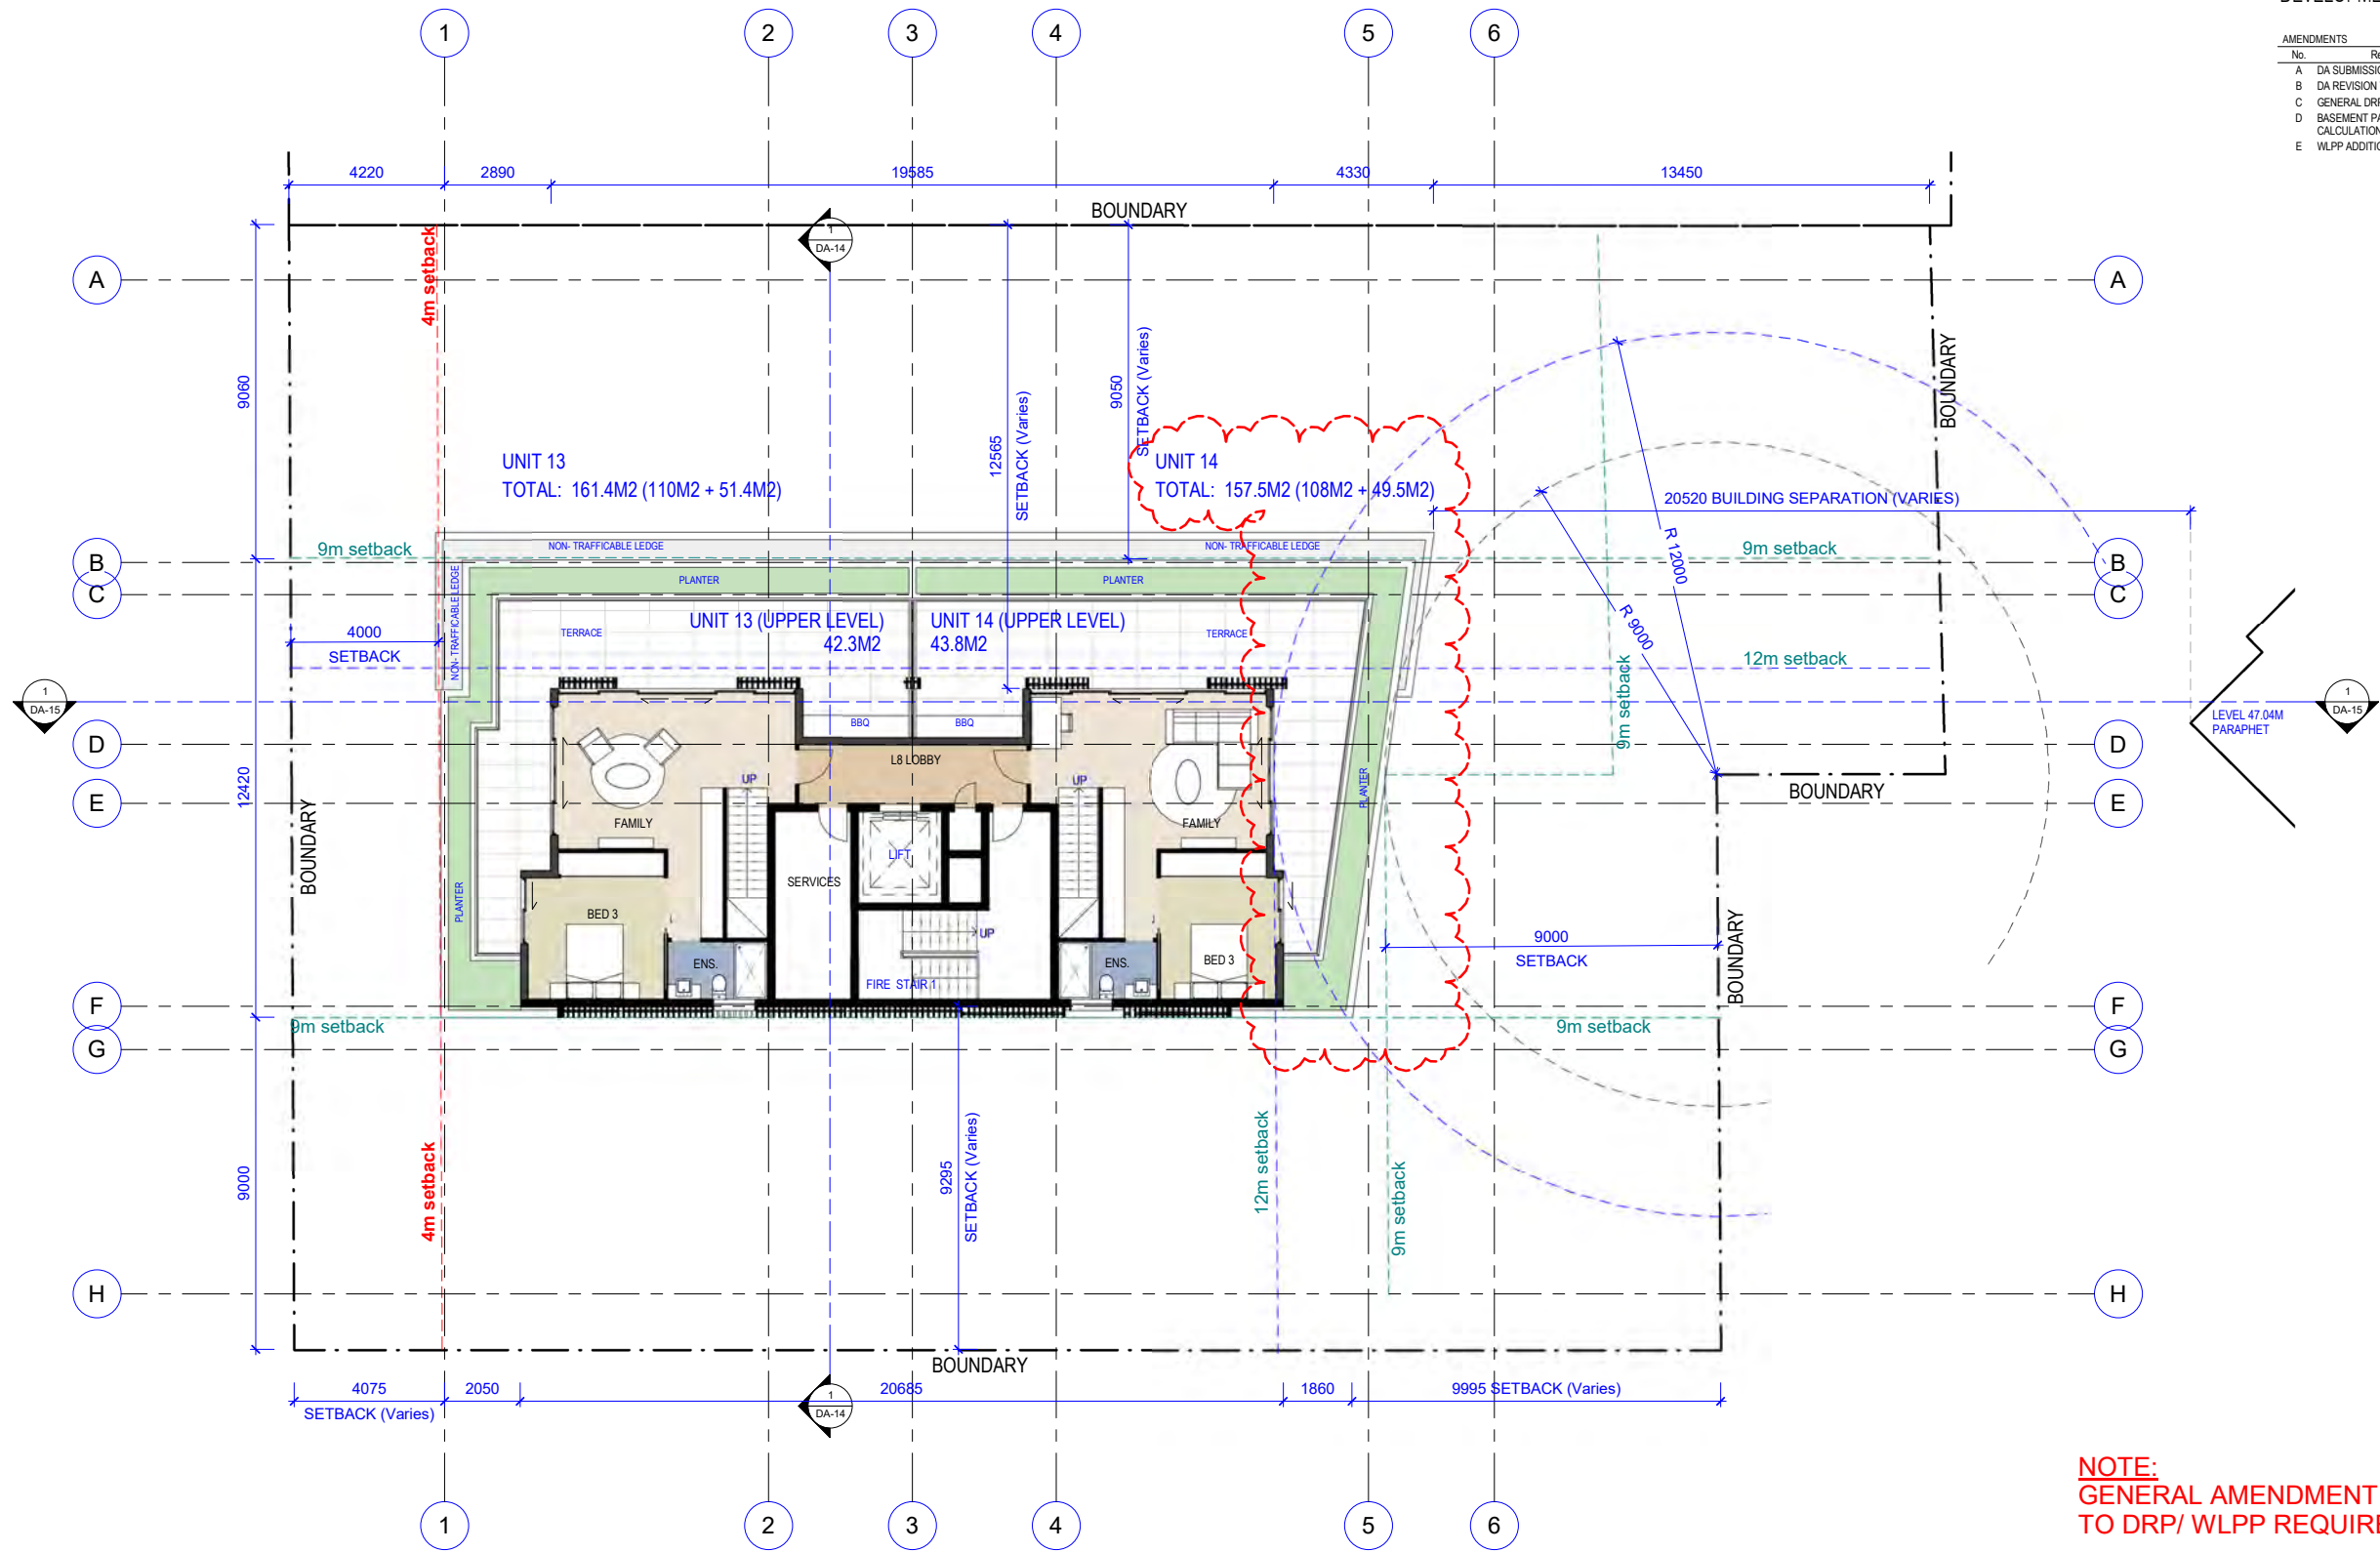 1
2
3
4
5
6
AMENDMENTS
No.
A DA SUBMISSION
B DA REVISION
C GENERAL DRP
D BASEMENT
CALCULATION
E WLPP
4220
2890
19585
4330
13450
BOUNDARY
1
DA-14
4m setback
A
A
9060
12565
SETBACK (Varies)
9050
SETBACK (Varies)
BOUNDARY
UNIT 13
TOTAL: 161.4M2 (110M2 + 51.4M2)
UNIT 14
TOTAL: 157.5M2 (108M2 + 49.5M2)
20520 BUILDING SEPARATION (VARIES)
R 12000
R 9000
9m setback
NON- TRAFFICABLE LEDGE
NON- TRAFFICABLE LEDGE
9m setback
B
B
C
C
PLANTER
PLANTER
NON- TRAFFICABLE LEDGE
4000
SETBACK
TERRACE
UNIT 13 (UPPER LEVEL)
42.3M2
UNIT 14 (UPPER LEVEL)
43.8M2
TERRACE
12m setback
9m setback
1
DA-15
1
DA-15
LEVEL 47.04M
PARAPHET
BBQ
BBQ
D
D
L8 LOBBY
UP
UP
12420
E
E
BOUNDARY
PLANTER
FAMILY
FAMILY
LIFT
SERVICES
BOUNDARY
PLANTER
BED 3
UP
ENS.
ENS.
BED 3
9000
SETBACK
BOUNDARY
FIRE STAIR 1
F
F
9m setback
9m setback
G
G
9000
4m setback
9295
SETBACK (Varies)
12m setback
9m setback
H
H
BOUNDARY
4075
SETBACK (Varies)
2050
1
DA-14
20685
1860
9995 SETBACK (Varies)
NOTE:
GENERAL AMENDMENT
TO DRP/ WLPP
1
2
3
4
5
6